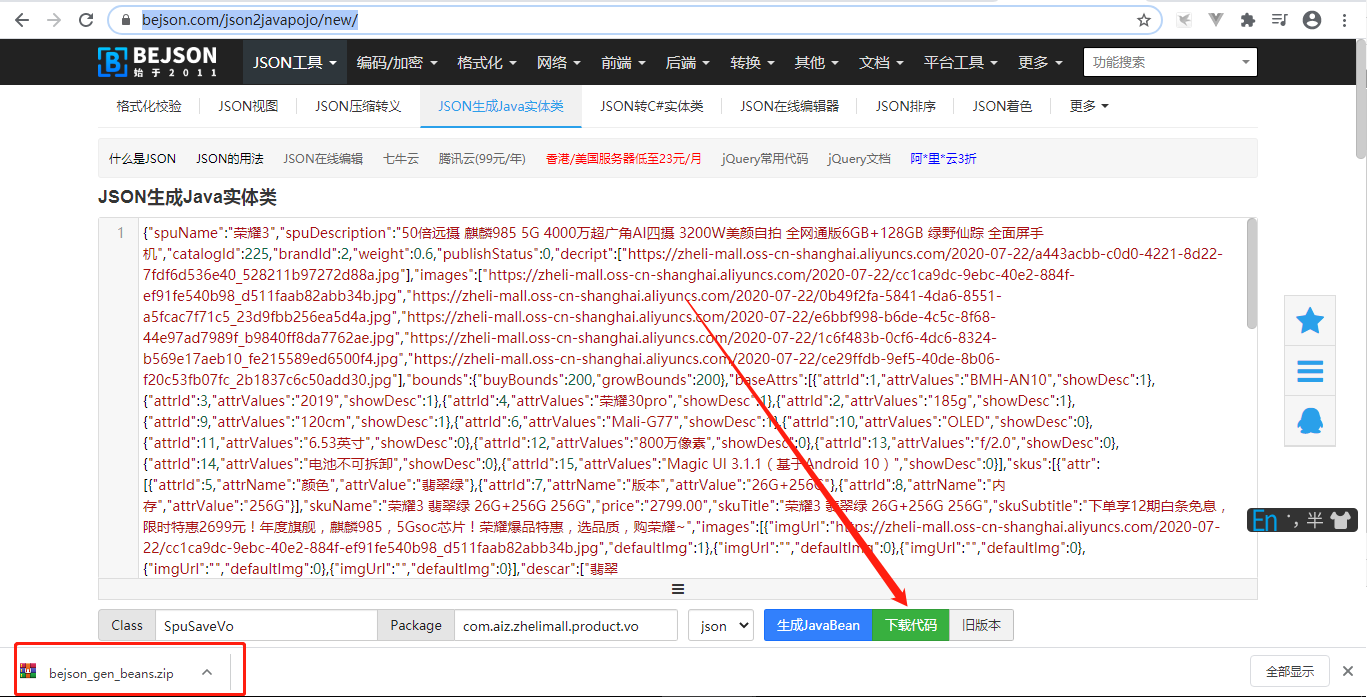 bejson.com/json2javapojo/new/
BEJSON
始于2011
JSON工具 编码/加密 格式化 网络 前端 后端 转换 其他 文档 平台工具 更多 功能搜索
格式化校验 JSON视图 JSON压缩转义 JSON生成Java实体类 JSON转C#实体类 JSON在线编辑器 JSON排序 JSON着色 更多
什么是JSON JSON的用法 JSON在线编辑 七牛云 腾讯云(99元/年) 香港/美国服务器低至23元/月 jQuery常用代码 jQuery文档 阿*里*云3折
JSON生成Java实体类
1 {"spuName":"荣耀3","spuDescription":"50倍远摄 麒麟985 5G 4000万超广角AI四摄 3200W美颜自拍 全网通版6GB+128GB 绿野仙踪 全面屏手
机","catalogId":225,"brandId":2,"weight":0.6,"publishStatus":0,"decript":["https://zheli-mall.oss-cn-shanghai.aliyuncs.com/2020-07-22/a443acbb-c0d0-4221-8d22-
7fdf6d536e40_528211b97272d88a.jpg"],"images":["https://zheli-mall.oss-cn-shanghai.aliyuncs.com/2020-07-22/cc1ca9dc-9ebc-40e2-884f-
ef91fe540b98_d511faab82abb34b.jpg","https://zheli-mall.oss-cn-shanghai.aliyuncs.com/2020-07-22/0b49f2fa-5841-4da6-8551-
a5fcac7f71c5_23d9fbb256ea5d4a.jpg","https://zheli-mall.oss-cn-shanghai.aliyuncs.com/2020-07-22/e6bbf998-b6de-4c5c-8f68-
44e97ad7989f_b9840ff8da7762ae.jpg","https://zheli-mall.oss-cn-shanghai.aliyuncs.com/2020-07-22/1c6f483b-0cf6-4dc6-8324-
b569e17aeb10_fe215589ed6500f4.jpg","https://zheli-mall.oss-cn-shanghai.aliyuncs.com/2020-07-22/ce29ffdb-9ef5-40de-8b06-
f20c53fb07fc_2b1837c6c50add30.jpg"],"bounds":{"buyBounds":200,"growBounds":200},"baseAttrs":[{"attrId":1,"attrValues":"BMH-AN10","showDesc":1},
{"attrId":3,"attrValues":"2019","showDesc":1},{"attrId":4,"attrValues":"荣耀30pro","showDesc":1},{"attrId":2,"attrValues":"185g","showDesc":1},
{"attrId":9,"attrValues":"120cm","showDesc":1},{"attrId":6,"attrValues":"Mali-G77","showDesc":1},{"attrId":10,"attrValues":"OLED","showDesc":0},
{"attrId":11,"attrValues":"6.53英寸","showDesc":0},{"attrId":12,"attrValues":"800万像素","showDesc":0},{"attrId":13,"attrValues":"f/2.0","showDesc":0},
{"attrId":14,"attrValues":"电池不可拆卸","showDesc":0},{"attrId":15,"attrValues":"Magic UI 3.1.1（基于Android 10）","showDesc":0}],"skus":[{"attr":
[{"attrId":5,"attrName":"颜色","attrValue":"翡翠绿"},{"attrId":7,"attrName":"版本","attrValue":"26G+256G"},{"attrId":8,"attrName":"内
存","attrValue":"256G"}],"skuName":"荣耀3 翡翠绿 26G+256G 256G","price":"2799.00","skuTitle":"荣耀3 翡翠绿 26G+256G 256G","skuSubtitle":"下单享12期白条免息，
限时特惠2699元！年度旗舰，麒麟985，5Gsoc芯片！荣耀爆品特惠，选品质，购荣耀~","images":[{"imgUrl":"https://zheli-mall.oss-cn-shanghai.aliyuncs.com/2020-07-
22/cc1ca9dc-9ebc-40e2-884f-ef91fe540b98_d511faab82abb34b.jpg","defaultImg":1},{"imgUrl":"","defaultImg":0},{"imgUrl":"","defaultImg":0},
{"imgUrl":"","defaultImg":0},{"imgUrl":"","defaultImg":0}],"descar":["翡翠
En ·, 半
Class SpuSaveVo Package com.aiz.zhelimall.product.vo json 生成JavaBean 下载代码 旧版本
bejson_gen_beans.zip 全部显示